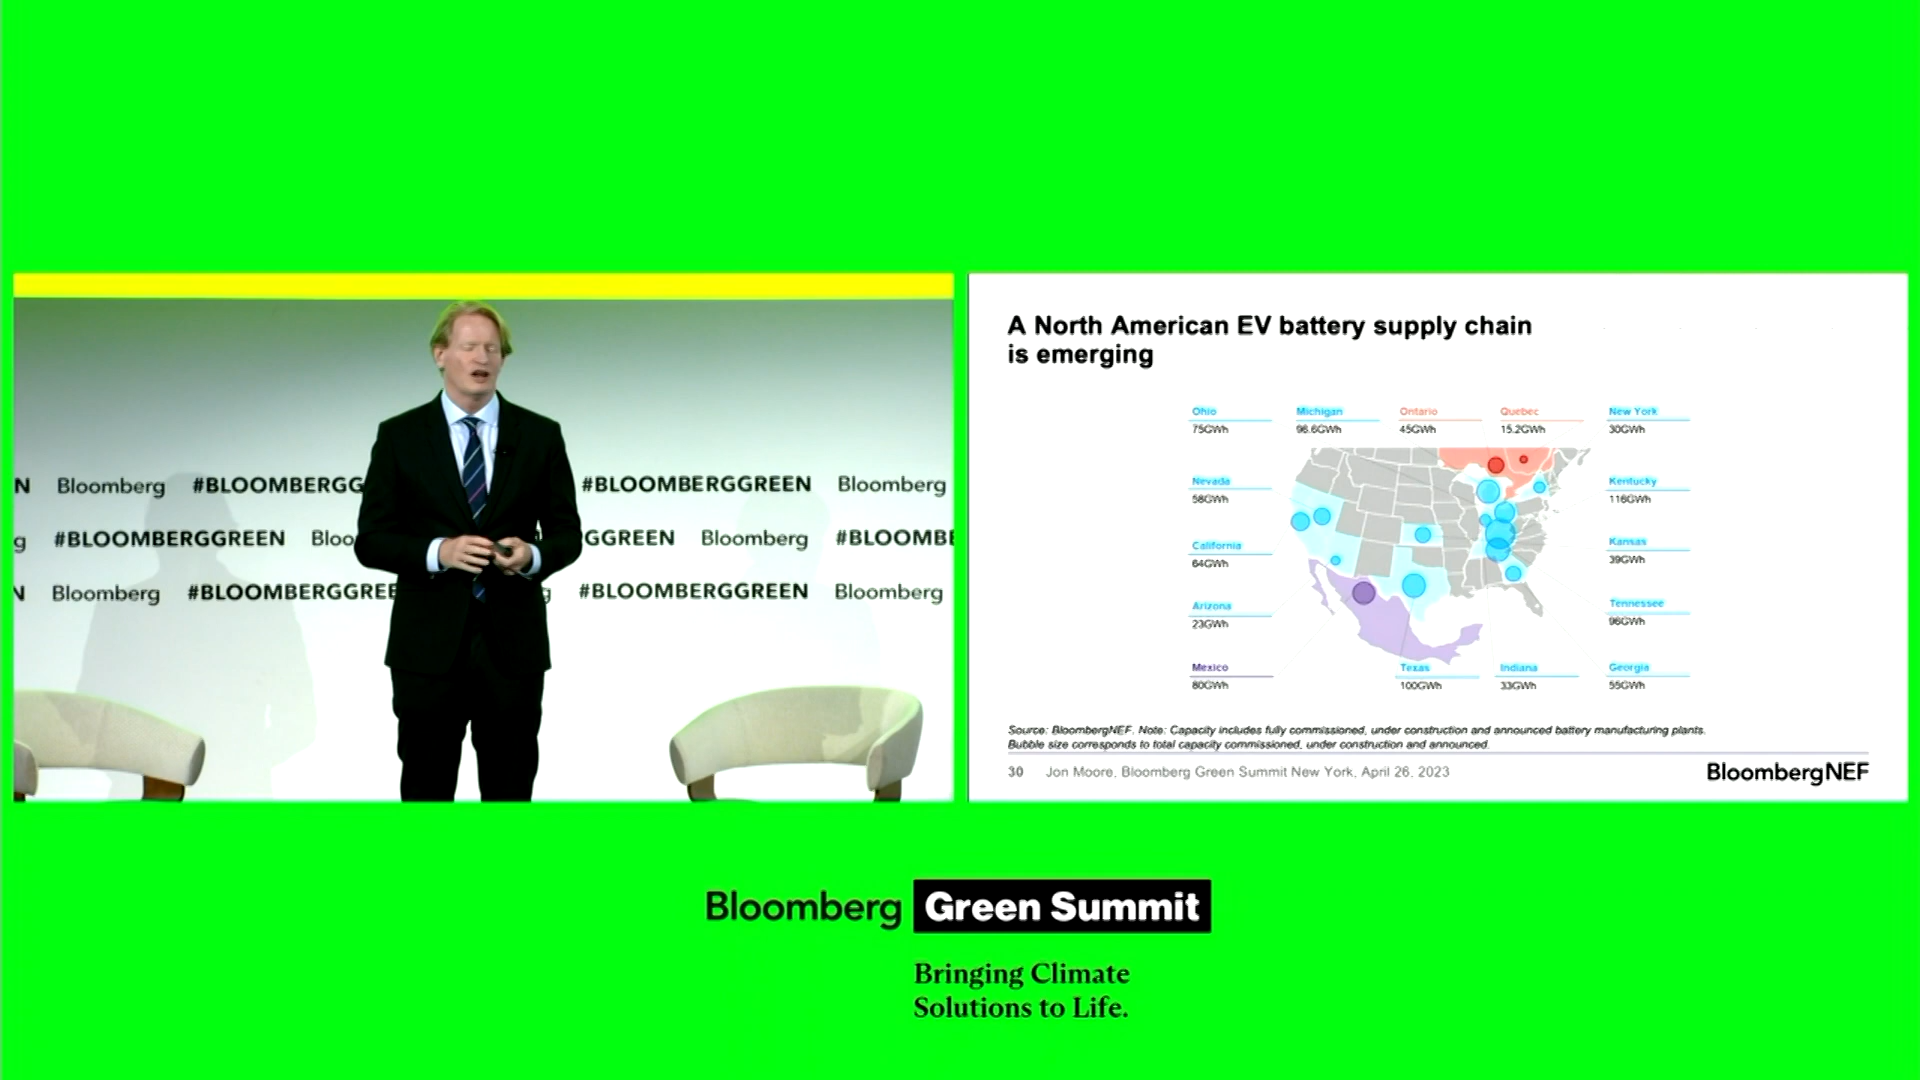 N Bloomberg #BLOOMBERGG #BLOOMBERGGREEN Bloomberg
g #BLOOMBERGGREEN Bloo GGREEN Bloomberg #BLOOMBE
N Bloomberg #BLOOMBERGGREE g #BLOOMBERGGREEN Bloomberg
A North American EV battery supply chain
is emerging
Ohio Michigan Ontario Quebec New York
75GWh 96.6GWh 45GWh 15.2GWh 30GWh
Nevada Kentucky
58GWh 116GWh
California Kansas
64GWh 39GWh
Arizona Tennessee
23GWh 96GWh
Mexico Texas Indiana Georgia
80GWh 100GWh 33GWh 55GWh
Source: BloombergNEF. Note: Capacity includes fully commissioned, under construction and announced battery manufacturing plants.
Bubble size corresponds to total capacity commissioned, under construction and announced.
30 Jon Moore, Bloomberg Green Summit New York, April 26, 2023
BloombergNEF
Bloomberg Green Summit
Bringing Climate
Solutions to Life.